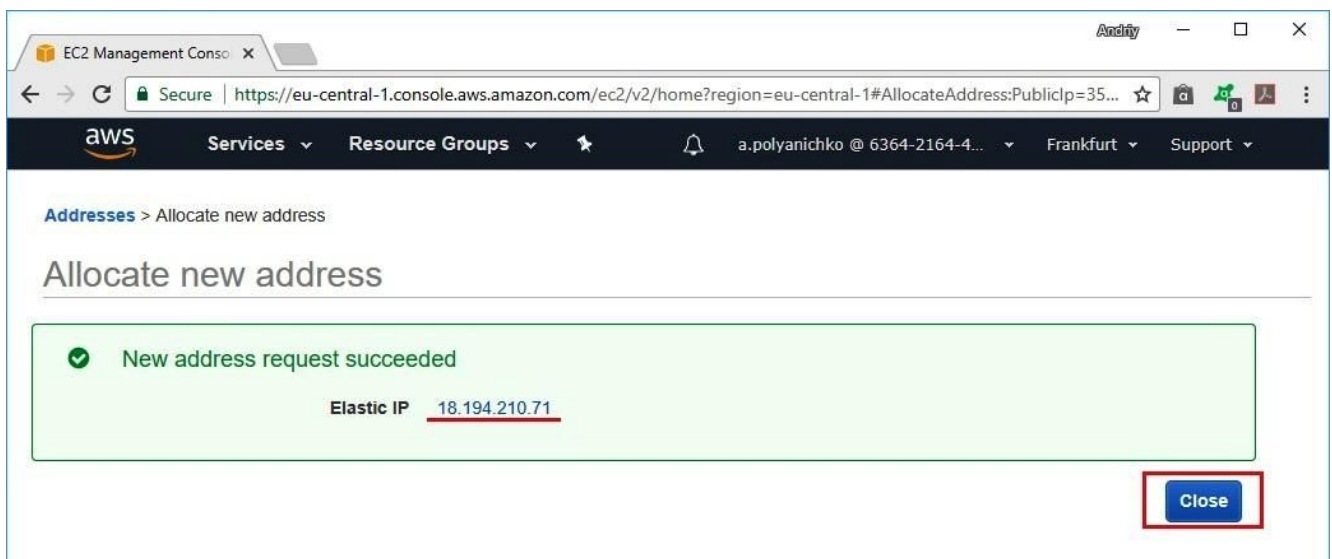 Andriy
EC2 Management Conso
Secure | https://eu-central-1.console.aws.amazon.com/ec2/v2/home?region=eu-central-1#AllocateAddress:PublicIp=35...
0
aws Services Resource Groups a.polyanichko @ 6364-2164-4... Frankfurt Support
Addresses > Allocate new address
Allocate new address
New address request succeeded
Elastic IP 18.194.210.71
Close